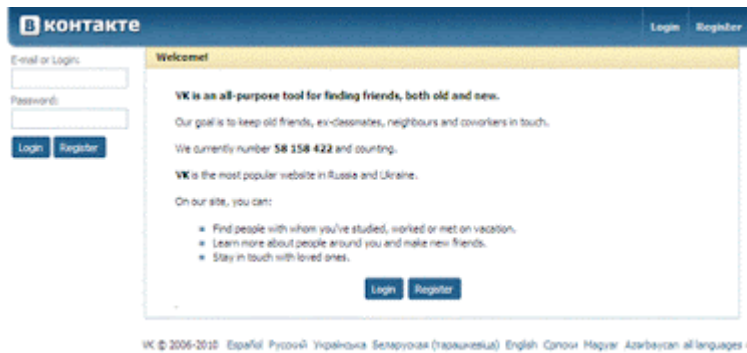 В контакте
Login Register
E-mail or Login:
Password:
Login Register
Welcome!
VK is an all-purpose tool for finding friends, both old and new.
Our goal is to keep old friends, ex-classmates, neighbours and coworkers in touch.
We currently number 58 158 422 and counting.
VK is the most popular website in Russia and Ukraine.
On our site, you can:
Find people with whom you've studied, worked or met on vacation.
Learn more about people around you and make new friends.
Stay in touch with loved ones.
Login Register
VK © 2006-2010 Español Русский Українська Беларуская (тарашкевiца) English Српски Magyar Azərbaycan all languages